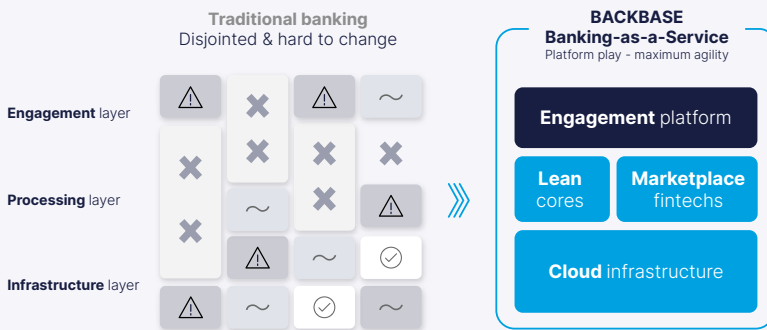 Traditional banking
Disjointed & hard to change
BACKBASE
Banking-as-a-Service
Platform play - maximum agility
Engagement layer
Processing layer
Infrastructure layer
Engagement platform
Lean
cores
Marketplace
fintechs
Cloud infrastructure